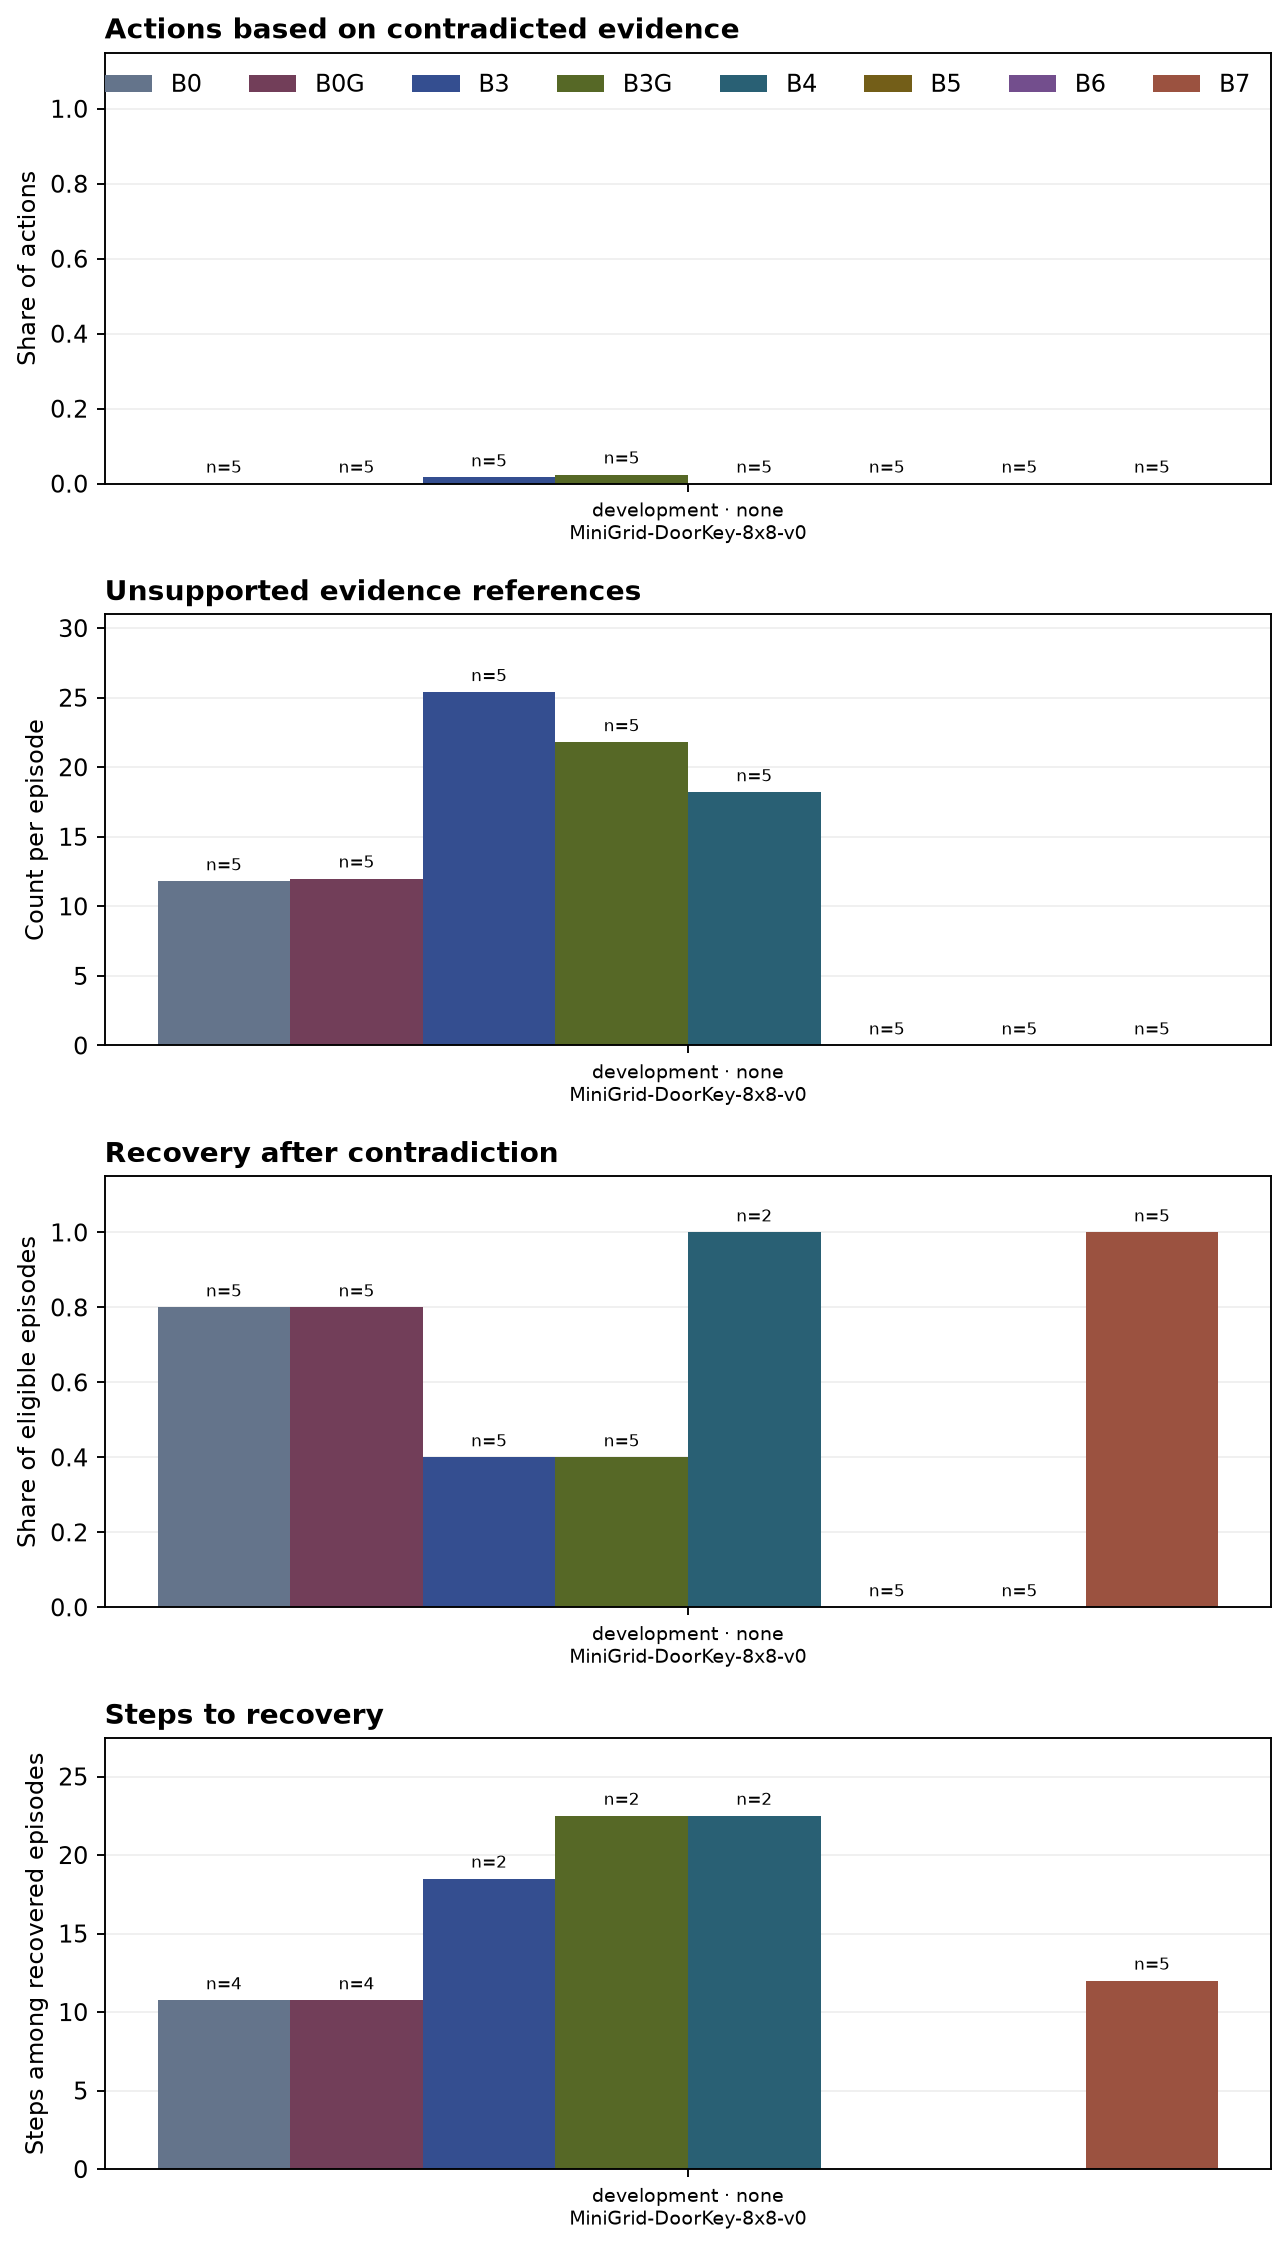 Actions based on contradicted evidence
B0 B0G B3 B3G B4 B5 B6 B7
1.0
0.8
0.6
0.4
0.2
0.0
Share of actions
n=5 n=5 n=5 n=5 n=5 n=5 n=5 n=5
development · none
MiniGrid-DoorKey-8x8-v0
Unsupported evidence references
30
25
20
15
10
5
0
Count per episode
n=5 n=5 n=5 n=5 n=5 n=5 n=5 n=5
development · none
MiniGrid-DoorKey-8x8-v0
Recovery after contradiction
1.0
0.8
0.6
0.4
0.2
0.0
Share of eligible episodes
n=5 n=5 n=5 n=5 n=2 n=5 n=5 n=5
development · none
MiniGrid-DoorKey-8x8-v0
Steps to recovery
25
20
15
10
5
0
Steps among recovered episodes
n=4 n=4 n=2 n=2 n=2 n=5
development · none
MiniGrid-DoorKey-8x8-v0